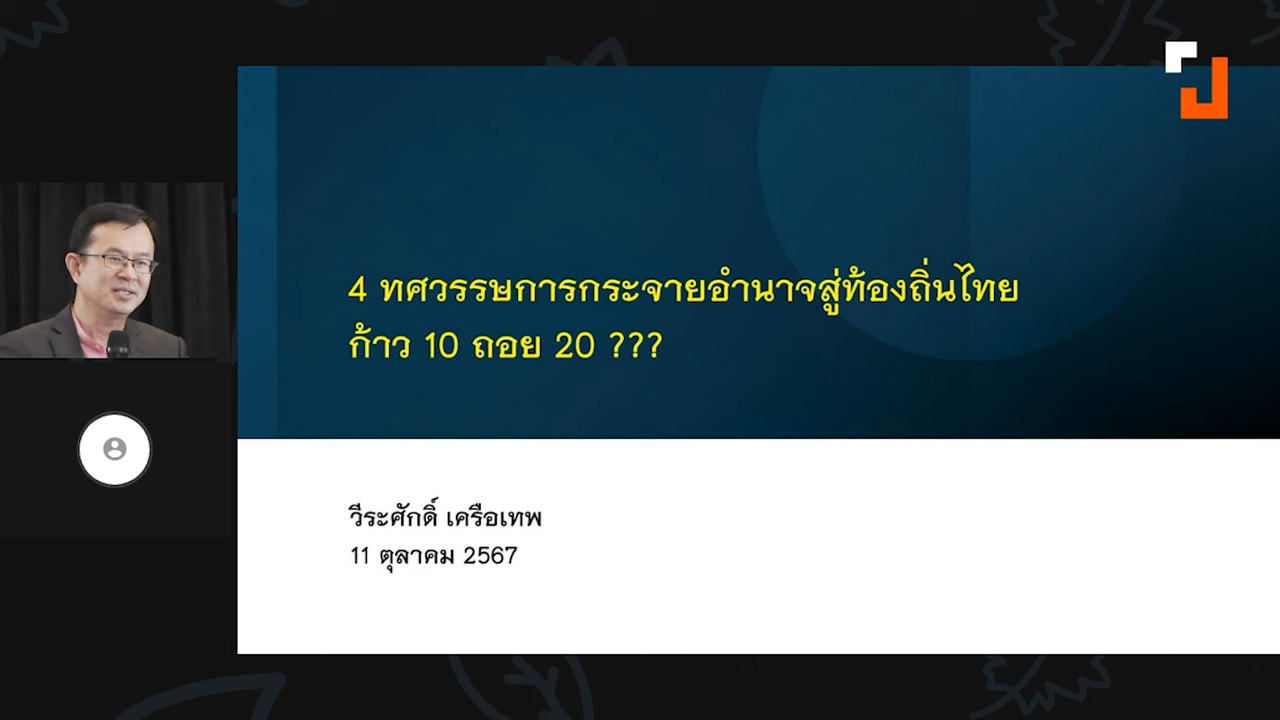 4 ทศวรรษการกระจายอำนาจสู่ท้องถิ่นไทย
ก้าว 10 ถอย 20 ???
วีระศักดิ์ เครือเทพ
11 ตุลาคม 2567